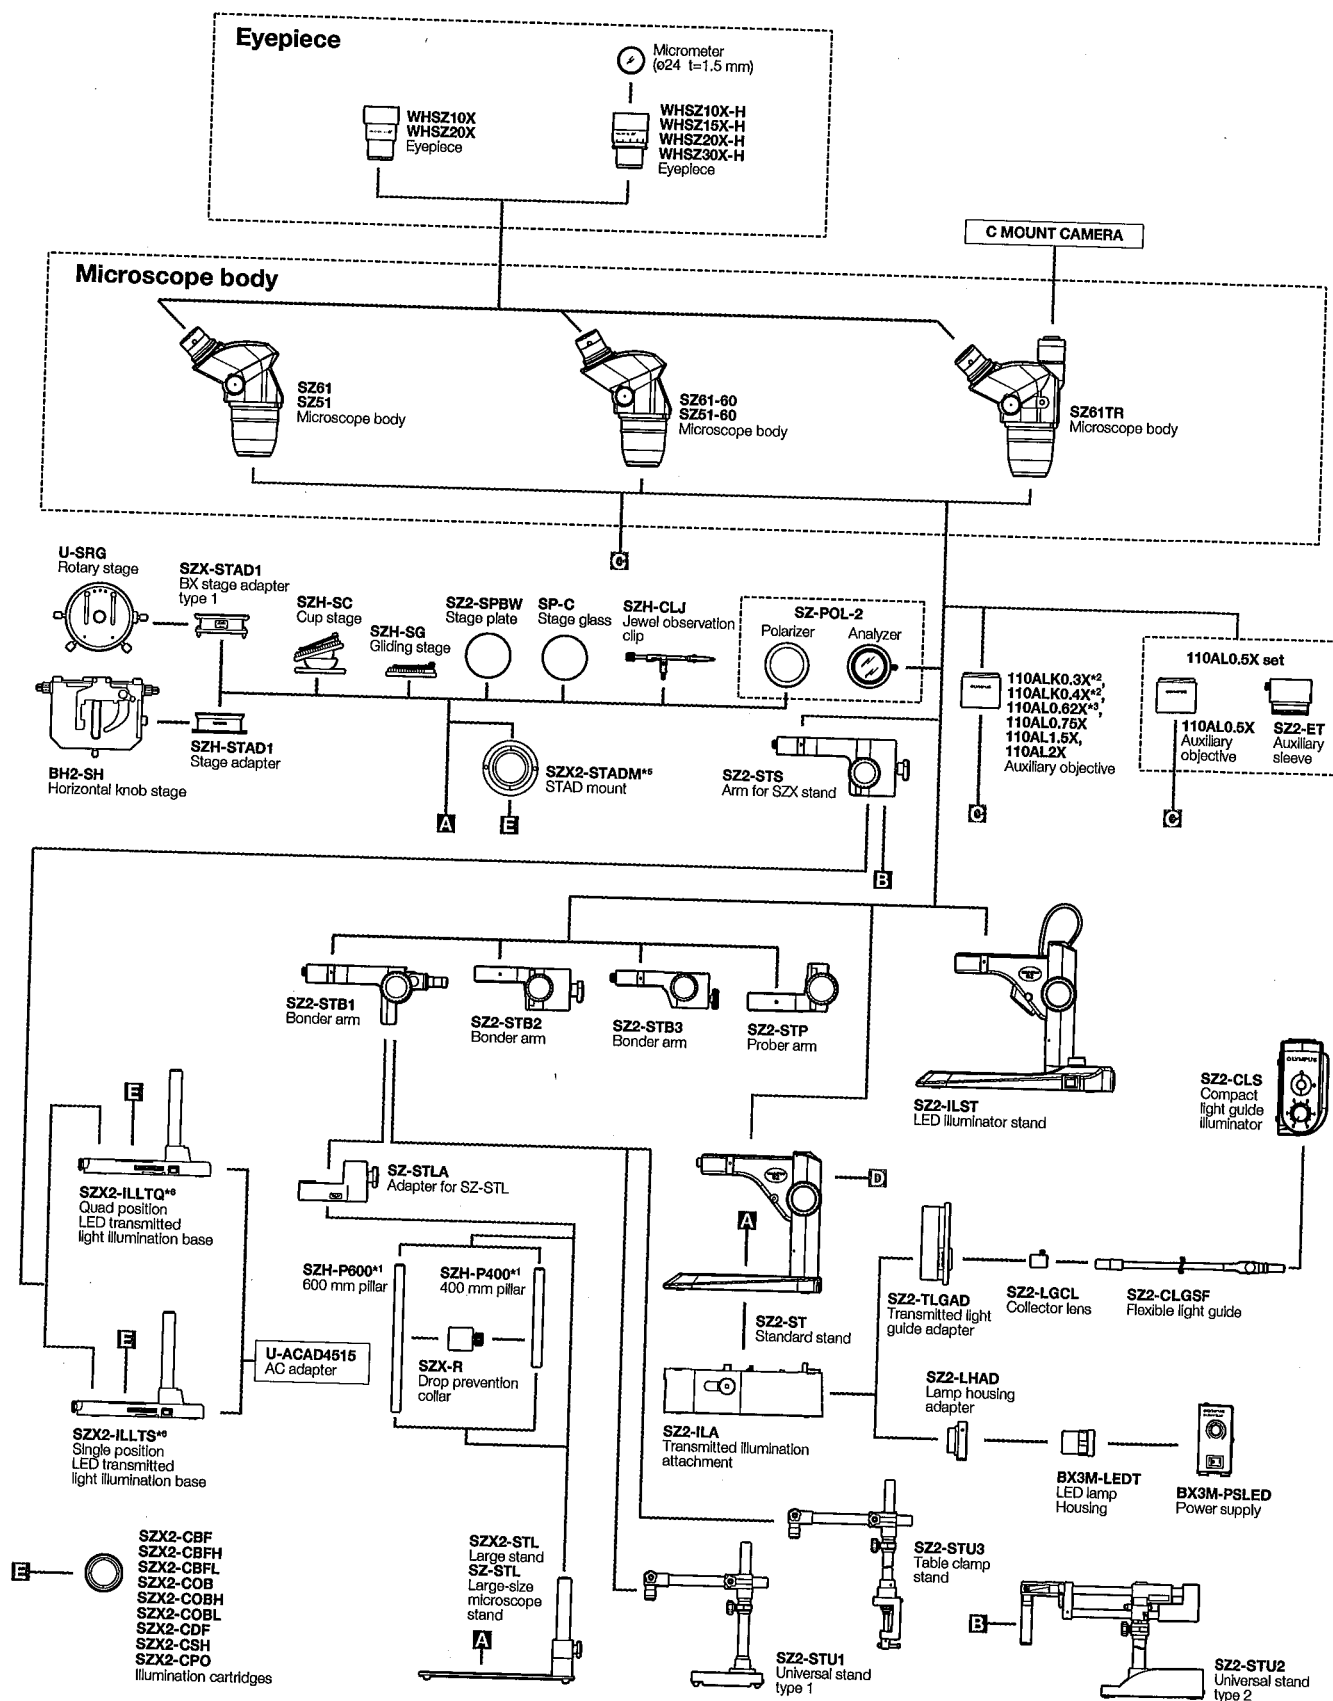 Eyepiece
Micrometer
(ø24 t=1.5 mm)
WHSZ10X
WHSZ20X
Eyepiece
WHSZ10X-H
WHSZ15X-H
WHSZ20X-H
WHSZ30X-H
Eyepiece
C MOUNT CAMERA
Microscope body
SZ61
SZ51
Microscope body
SZ61-60
SZ51-60
Microscope body
SZ61TR
Microscope body
C
U-SRG
Rotary stage
SZX-STAD1
BX stage adapter
type 1
SZH-SC
Cup stage
SZH-SG
Gliding stage
SZ2-SPBW
Stage plate
SP-C
Stage glass
SZH-CLJ
Jewel observation
clip
SZ-POL-2
Polarizer
Analyzer
110ALK0.3X*2,
110ALK0.4X*2,
110AL0.62X*3,
110AL0.75X
110AL1.5X,
110AL2X
Auxiliary objective
110AL0.5X set
110AL0.5X
Auxiliary
objective
SZ2-ET
Auxiliary
sleeve
BH2-SH
Horizontal knob stage
SZH-STAD1
Stage adapter
SZX2-STADM*5
STAD mount
SZ2-STS
Arm for SZX stand
A
E
C
C
B
SZ2-STB1
Bonder arm
SZ2-STB2
Bonder arm
SZ2-STB3
Bonder arm
SZ2-STP
Prober arm
SZ2-ILST
LED illuminator stand
OLYMPUS
SZ2-CLS
Compact
light guide
illuminator
E
SZX2-ILLTQ*6
Quad position
LED transmitted
light illumination base
SZ-STLA
Adapter for SZ-STL
D
A
SZH-P600*1
600 mm pillar
SZH-P400*1
400 mm pillar
SZX-R
Drop prevention
collar
SZ2-ST
Standard stand
SZ2-TLGAD
Transmitted light
guide adapter
SZ2-LGCL
Collector lens
SZ2-CLGSF
Flexible light guide
E
U-ACAD4515
AC adapter
SZX2-ILLTS*6
Single position
LED transmitted
light illumination base
SZ2-ILA
Transmitted illumination
attachment
SZ2-LHAD
Lamp housing
adapter
BX3M-LEDT
LED lamp
Housing
BX3M-PSLED
Power supply
E
SZX2-CBF
SZX2-CBFH
SZX2-CBFL
SZX2-COB
SZX2-COBH
SZX2-COBL
SZX2-CDF
SZX2-CSH
SZX2-CPO
Illumination cartridges
SZX2-STL
Large stand
SZ-STL
Large-size
microscope
stand
A
SZ2-STU1
Universal stand
type 1
SZ2-STU3
Table clamp
stand
B
SZ2-STU2
Universal stand
type 2